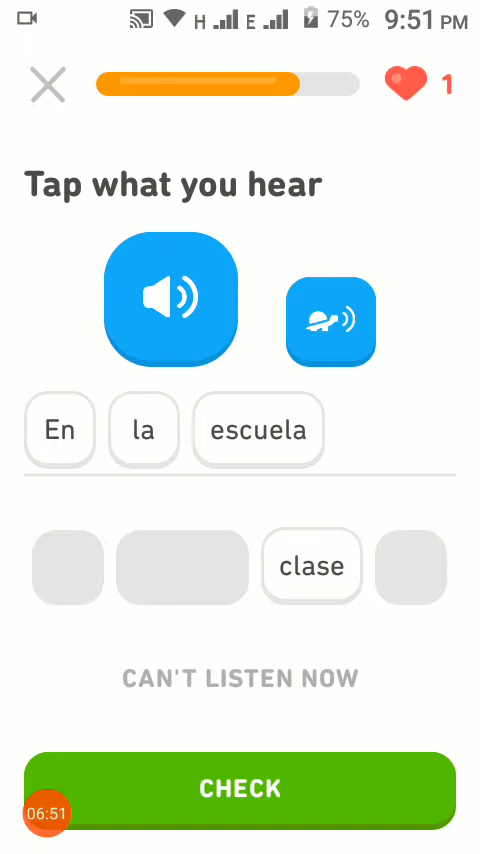 H E 75% 9:51 PM
1
Tap what you hear
En la escuela
clase
CAN'T LISTEN NOW
CHECK
06:51